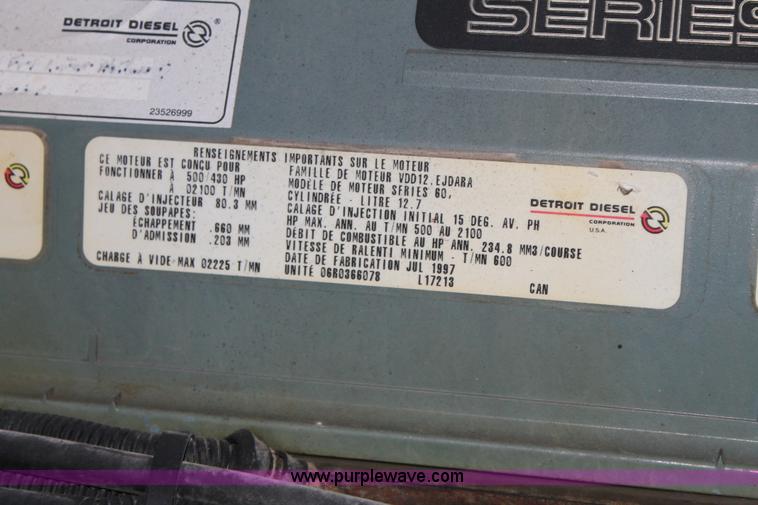 SERIES
DETROIT DIESEL
®
CORPORATION
23526999
RENSEIGNEMENTS IMPORTANTS SUR LE MOTEUR
CE MOTEUR EST CONCU POUR
FONCTIONNER À 500/430 HP
À 02100 T/MN
CALAGE D'INJECTEUR 80.3 MM
JEU DES SOUPAPES:
ÉCHAPPEMENT .660 MM
D'ADMISSION .203 MM
CHARGE À VIDE-MAX 02225 T/MN
FAMILLE DE MOTEUR VDD12.EJDARA
MODÈLE DE MOTEUR SERIES 60,
CYLINDRÉE - LITRE 12.7
CALAGE D'INJECTION INITIAL 15 DEG. AV. PH
HP MAX. ANN. AU T/MN 500 AU 2100
DÉBIT DE COMBUSTIBLE AU HP ANN. 234.8 MM3/COURSE
VITESSE DE RALENTI MINIMUM - T/MN 600
DATE DE FABRICATION JUL 1997
UNITÉ 06R0366078 L17213 CAN
DETROIT DIESEL
CORPORATION
U.S.A.
www.purplewave.com